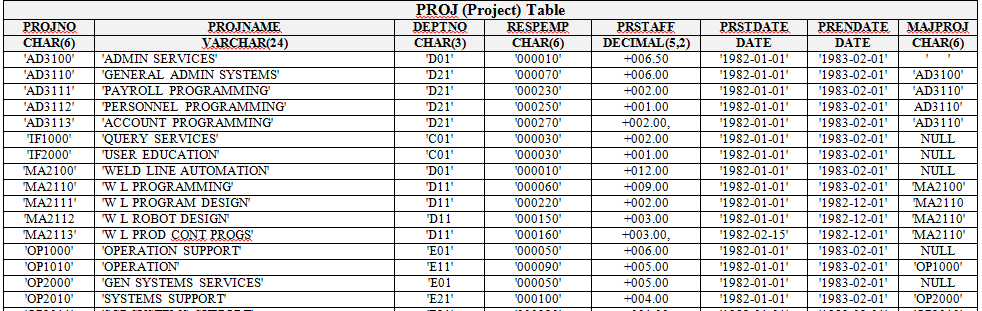 PROJ (Project) Table
PROJNO PROJNAME DEPTNO RESPEMP PRSTAFF PRSTDATE PRENDATE MAJPROJ
CHAR(6) VARCHAR(24) CHAR(3) CHAR(6) DECIMAL(5,2) DATE DATE CHAR(6)
'AD3100' 'ADMIN SERVICES' 'D01' '000010' +006.50 '1982-01-01' '1983-02-01' ' '
'AD3110' 'GENERAL ADMIN SYSTEMS' 'D21' '000070' +006.00 '1982-01-01' '1983-02-01' 'AD3100'
'AD3111' 'PAYROLL PROGRAMMING' 'D21' '000230' +002.00 '1982-01-01' '1983-02-01' 'AD3110'
'AD3112' 'PERSONNEL PROGRAMMING' 'D21' '000250' +001.00 '1982-01-01' '1983-02-01' AD3110'
'AD3113' 'ACCOUNT PROGRAMMING' 'D21' '000270' +002.00, '1982-01-01' '1983-02-01' 'AD3110'
'IF1000' 'QUERY SERVICES' 'C01' '000030' +002.00 '1982-01-01' '1983-02-01' NULL
'IF2000' 'USER EDUCATION' 'C01' '000030' +001.00 '1982-01-01' '1983-02-01' NULL
'MA2100' 'WELD LINE AUTOMATION' 'D01' '000010' +012.00 '1982-01-01' '1983-02-01' NULL
'MA2110' 'W L PROGRAMMING' 'D11' '000060' +009.00 '1982-01-01' '1983-02-01' 'MA2100'
'MA2111' 'W L PROGRAM DESIGN' 'D11' '000220' +002.00 '1982-01-01' '1982-12-01' 'MA2110
'MA2112 'W L ROBOT DESIGN' 'D11 '000150' +003.00 '1982-01-01' '1982-12-01' 'MA2110'
'MA2113' 'W L PROD CONT PROGS' 'D11' '000160' +003.00, '1982-02-15' '1982-12-01' 'MA2110'
'OP1000' 'OPERATION SUPPORT' 'E01' '000050' +006.00 '1982-01-01' '1983-02-01' NULL
'OP1010' 'OPERATION' 'E11' '000090' +005.00 '1982-01-01' '1983-02-01' 'OP1000'
'OP2000' 'GEN SYSTEMS SERVICES' 'E01 '000050' +005.00 '1982-01-01' '1983-02-01' NULL
'OP2010' 'SYSTEMS SUPPORT' 'E21' '000100' +004.00 '1982-01-01' '1983-02-01' 'OP2000'